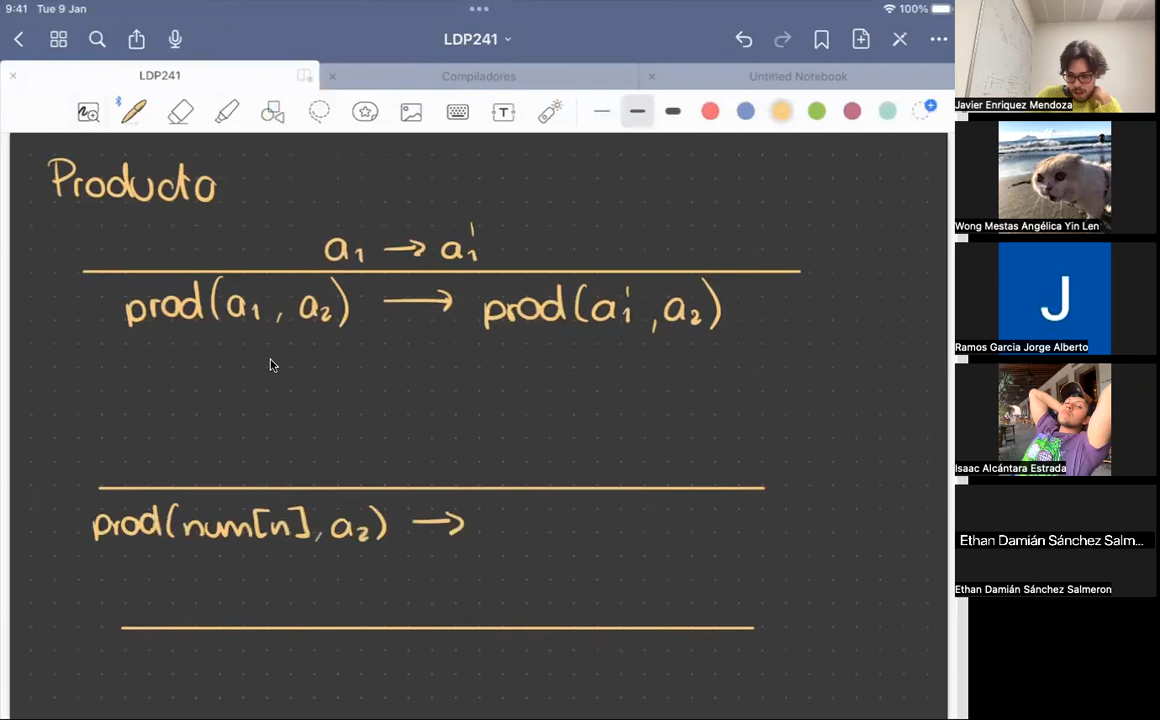 9:41 Tue 9 Jan
100%
LDP241
LDP241
Compiladores
Untitled Notebook
Producto
a₁ → a₁'
prod(a₁, a₂) → prod(a₁', a₂)
prod(num[n], a₂) →
Javier Enriquez Mendoza
Wong Mestas Angélica Yin Len
J
Ramos Garcia Jorge Alberto
Isaac Alcántara Estrada
Ethan Damián Sánchez Salm...
Ethan Damián Sánchez Salmeron